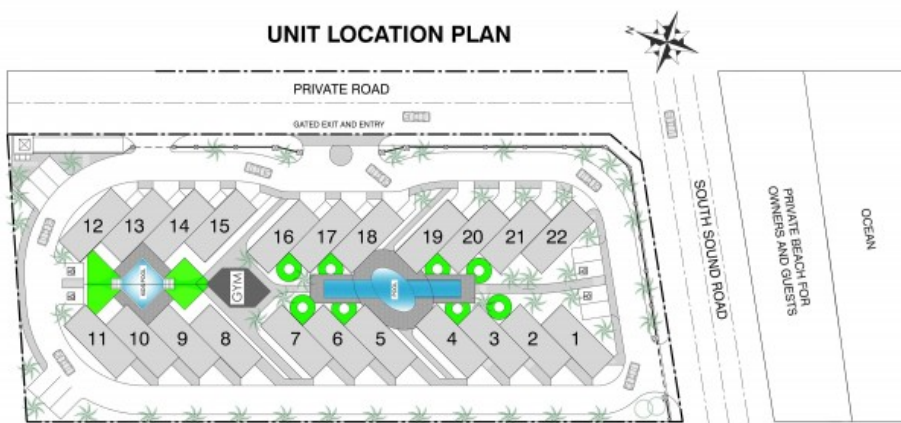 UNIT LOCATION PLAN
N
PRIVATE ROAD
GATED EXIT AND ENTRY
12 13 14 15
16 17 18
19 20 21 22
GYM
POOL
11 10 9 8
7 6 5
4 3 2 1
SOUTH SOUND ROAD
PRIVATE BEACH FOR
OWNERS AND GUESTS
OCEAN